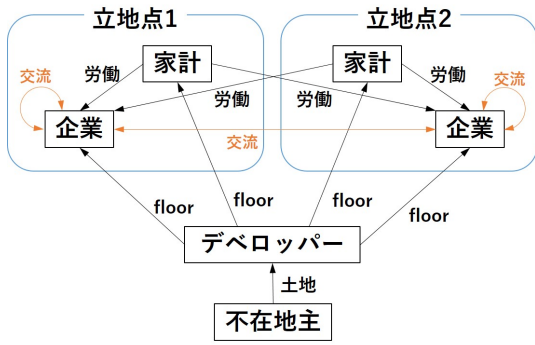 立地点1
立地点2
家計
家計
交流
労働
労働
労働
労働
交流
企業
企業
交流
floor
floor
floor
floor
デベロッパー
土地
不在地主